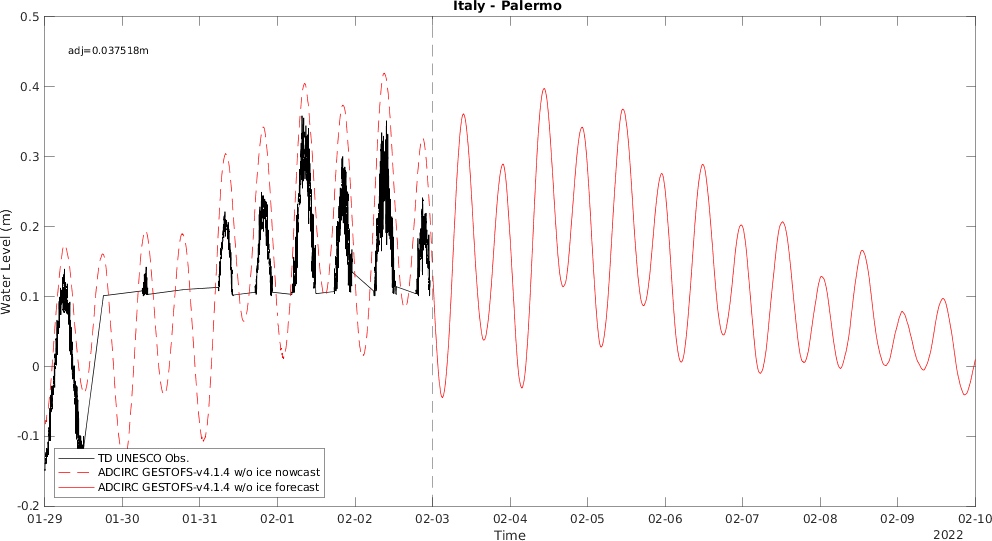 Italy - Palermo
adj=0.037518m
Water Level (m)
0.5
0.4
0.3
0.2
0.1
0
-0.1
-0.2
TD UNESCO Obs.
ADCIRC GESTOFS-v4.1.4 w/o ice nowcast
ADCIRC GESTOFS-v4.1.4 w/o ice forecast
01-29 01-30 01-31 02-01 02-02 02-03 02-04 02-05 02-06 02-07 02-08 02-09 02-10
Time
2022